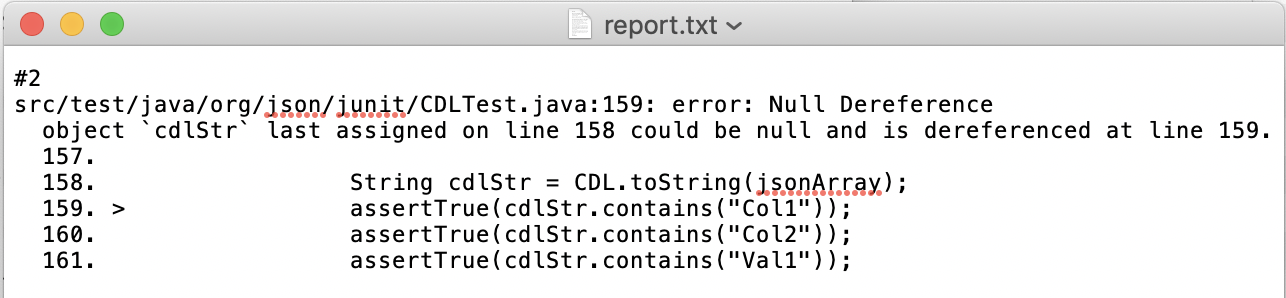 report.txt
#2
src/test/java/org/json/junit/CDLTest.java:159: error: Null Dereference
  object `cdlStr` last assigned on line 158 could be null and is dereferenced at line 159.
  157.
  158.                 String cdlStr = CDL.toString(jsonArray);
  159. >               assertTrue(cdlStr.contains("Col1"));
  160.                 assertTrue(cdlStr.contains("Col2"));
  161.                 assertTrue(cdlStr.contains("Val1"));